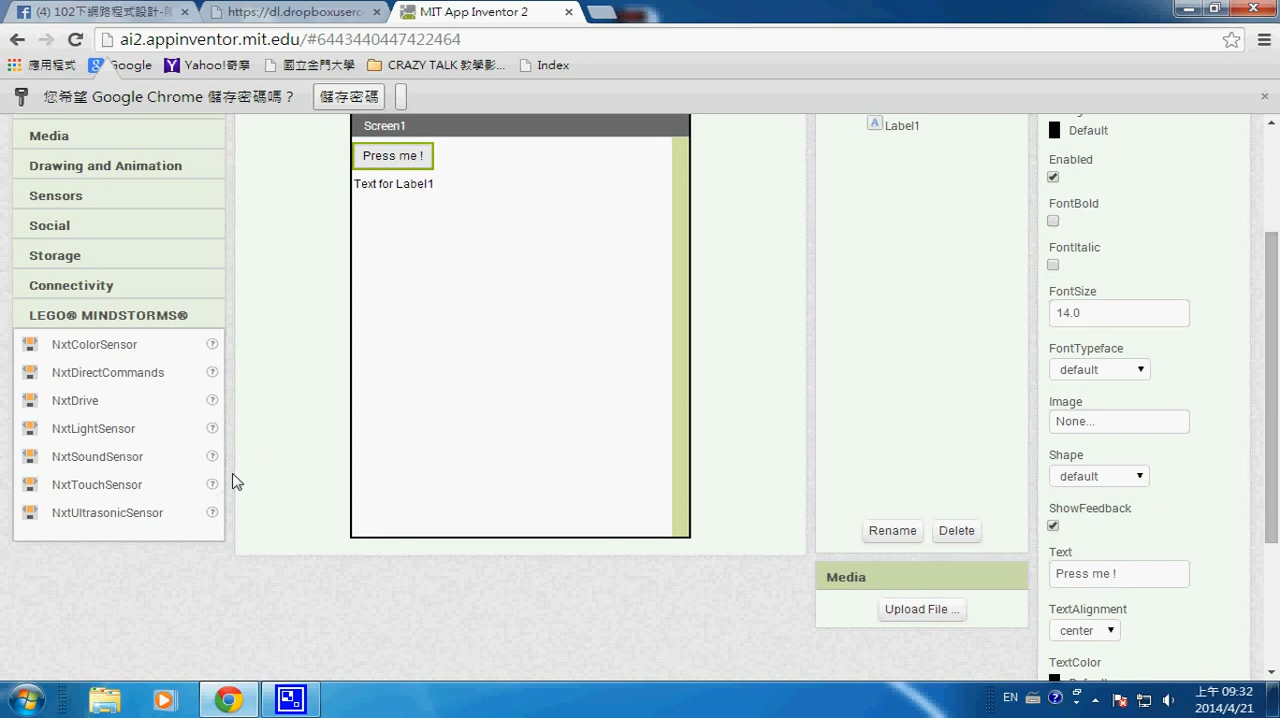 (4) 102下網路程式設計-
https://dl.dropboxuserc
MIT App Inventor 2
ai2.appinventor.mit.edu/#6443440447422464
應用程式
Google
Yahoo!奇摩
國立金門大學
CRAZY TALK 教學影...
Index
您希望 Google Chrome 儲存密碼嗎？
儲存密碼
Media
Drawing and Animation
Sensors
Social
Storage
Connectivity
LEGO® MINDSTORMS®
NxtColorSensor
NxtDirectCommands
NxtDrive
NxtLightSensor
NxtSoundSensor
NxtTouchSensor
NxtUltrasonicSensor
Screen1
Press me !
Text for Label1
Label1
Rename
Delete
Media
Upload File ...
Default
Enabled
FontBold
FontItalic
FontSize
14.0
FontTypeface
default
Image
None...
Shape
default
ShowFeedback
Text
Press me !
TextAlignment
center
TextColor
EN
上午 09:32
2014/4/21